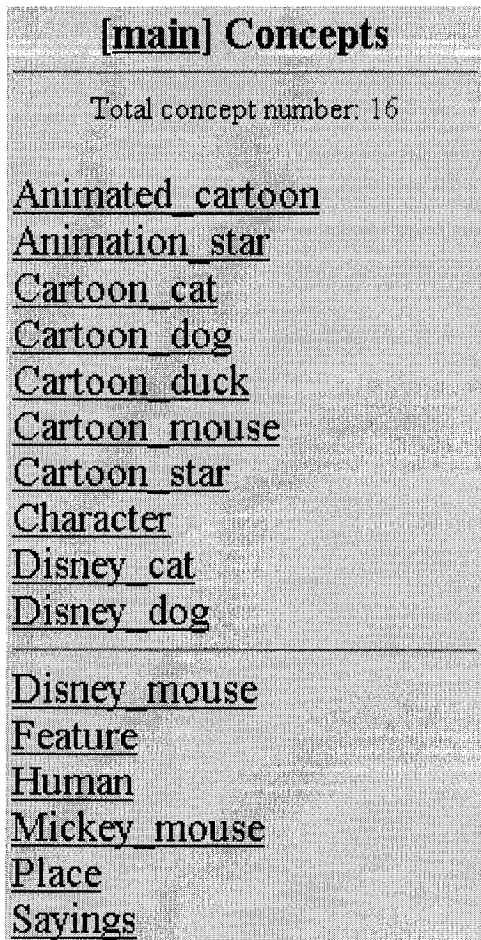 [main] Concepts
Total concept number: 16
Animated_cartoon
Animation_star
Cartoon_cat
Cartoon_dog
Cartoon_duck
Cartoon_mouse
Cartoon_star
Character
Disney_cat
Disney_dog
Disney_mouse
Feature
Human
Mickey_mouse
Place
Sayings